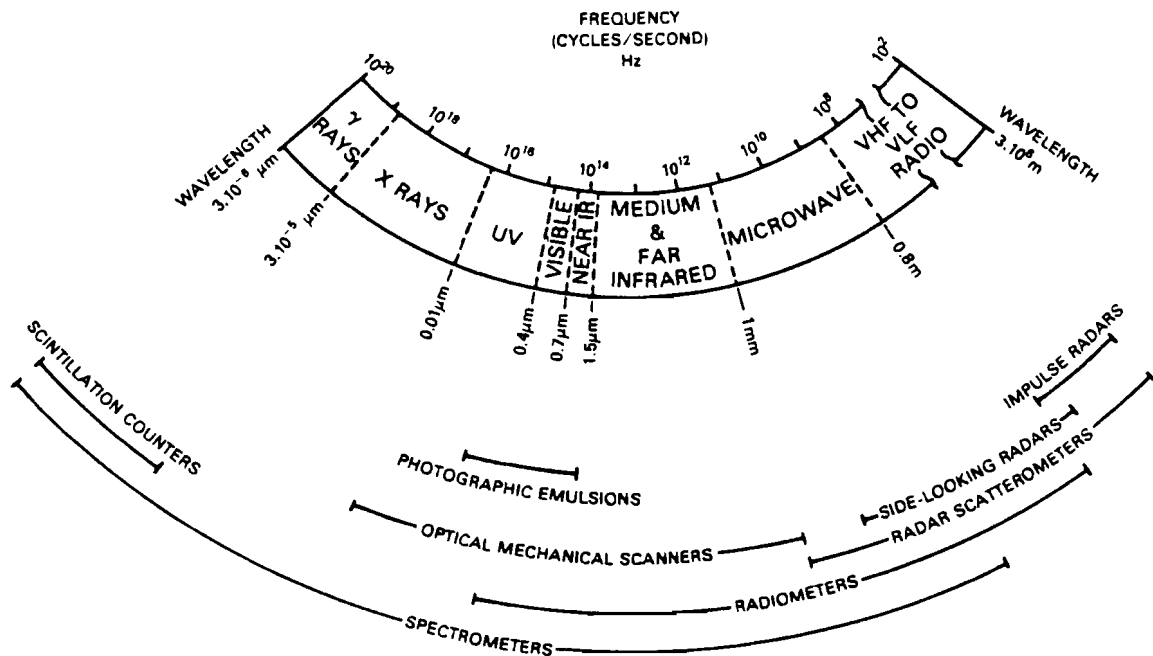 FREQUENCY
(CYCLES/SECOND)
Hz
10²⁰
10¹⁸
10¹⁶
10¹⁴
10¹²
10¹⁰
10⁸
10²
WAVELENGTH
3.10⁻⁶ μm
γ
RAYS
X RAYS
UV
VISIBLE
NEAR IR
MEDIUM
&
FAR
INFRARED
MICROWAVE
VHF TO
VLF
RADIO
WAVELENGTH
3.10⁶m
3.10⁻⁵ μm
0.01μm
0.4μm
0.7μm
1.5μm
1mm
0.8m
SCINTILLATION COUNTERS
IMPULSE RADARS
PHOTOGRAPHIC EMULSIONS
SIDE-LOOKING RADARS
RADAR SCATTEROMETERS
OPTICAL MECHANICAL SCANNERS
RADIOMETERS
SPECTROMETERS